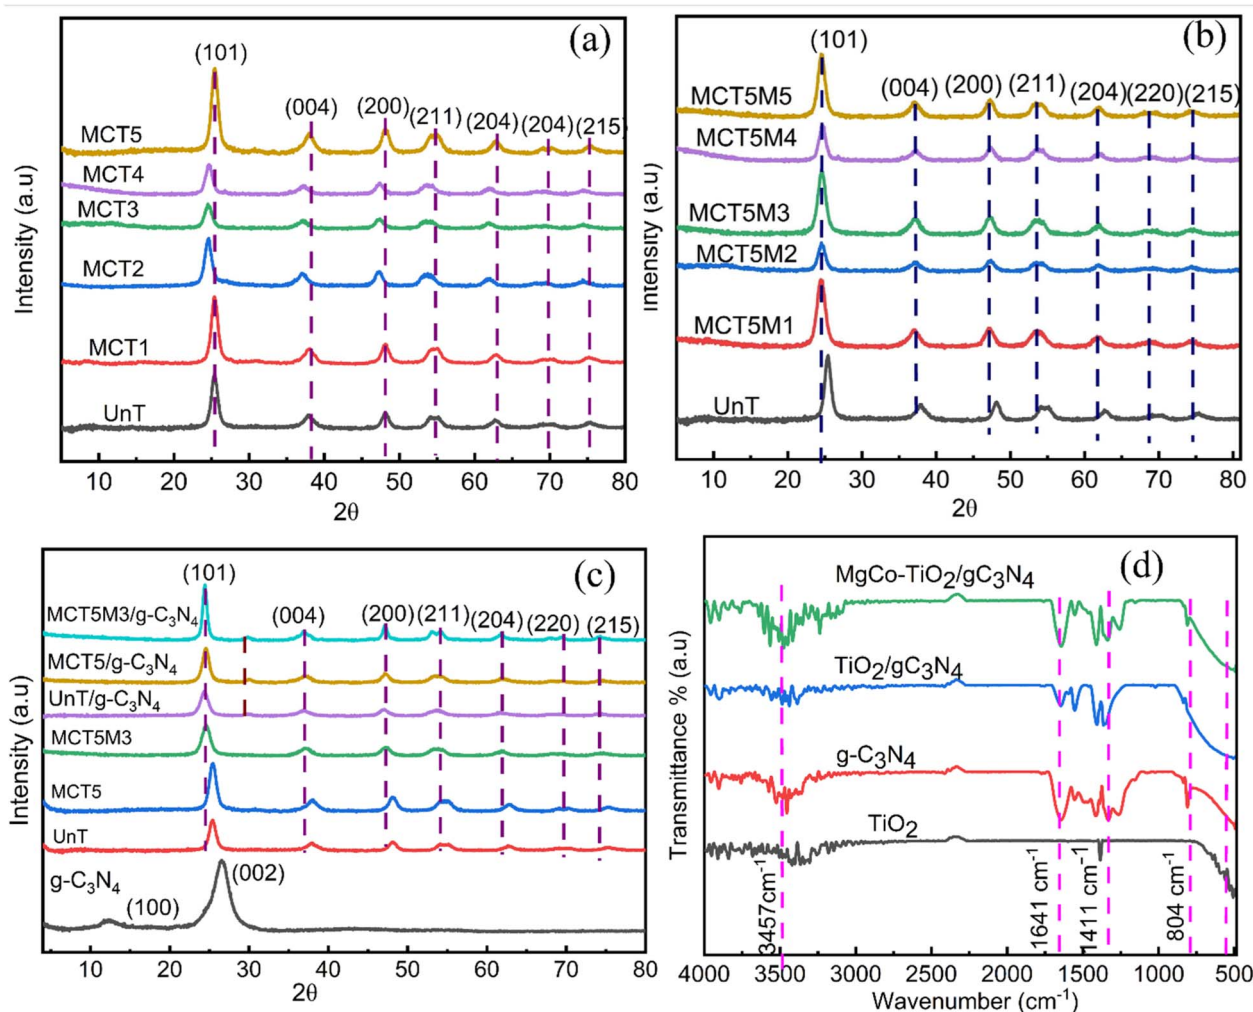 (a)
(101)
(004)
(200)
(211)
(204)
(204)
(215)
MCT5
MCT4
MCT3
MCT2
MCT1
UnT
Intensity (a.u)
10 20 30 40 50 60 70 80
2θ
(b)
(101)
(004)
(200)
(211)
(204)
(220)
(215)
MCT5M5
MCT5M4
MCT5M3
MCT5M2
MCT5M1
UnT
Intensity (a.u)
10 20 30 40 50 60 70 80
2θ
(c)
(101)
(004)
(200)
(211)
(204)
(220)
(215)
MCT5M3/g-C3N4
MCT5/g-C3N4
UnT/g-C3N4
MCT5M3
MCT5
UnT
g-C3N4
(100)
(002)
Intensity (a.u)
10 20 30 40 50 60 70 80
2θ
(d)
MgCo-TiO2/gC3N4
TiO2/gC3N4
g-C3N4
TiO2
3457cm-1
1641 cm-1
1411 cm-1
804 cm-1
Transmittance % (a.u)
4000 3500 3000 2500 2000 1500 1000 500
Wavenumber (cm-1)